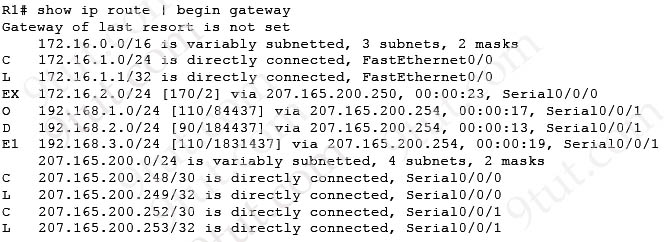 R1# show ip route | begin gateway
Gateway of last resort is not set
172.16.0.0/16 is variably subnetted, 3 subnets, 2 masks
C 172.16.1.0/24 is directly connected, FastEthernet0/0
L 172.16.1.1/32 is directly connected, FastEthernet0/0
EX 172.16.2.0/24 [170/2] via 207.165.200.250, 00:00:23, Serial0/0/0
O 192.168.1.0/24 [110/84437] via 207.165.200.254, 00:00:17, Serial0/0/1
D 192.168.2.0/24 [90/184437] via 207.165.200.254, 00:00:13, Serial0/0/1
E1 192.168.3.0/24 [110/1831437] via 207.165.200.254, 00:00:19, Serial0/0/1
207.165.200.0/24 is variably subnetted, 4 subnets, 2 masks
C 207.165.200.248/30 is directly connected, Serial0/0/0
L 207.165.200.249/32 is directly connected, Serial0/0/0
C 207.165.200.252/30 is directly connected, Serial0/0/1
L 207.165.200.253/32 is directly connected, Serial0/0/1
9tut.com
9tut.com
9tut.com
9tut.com